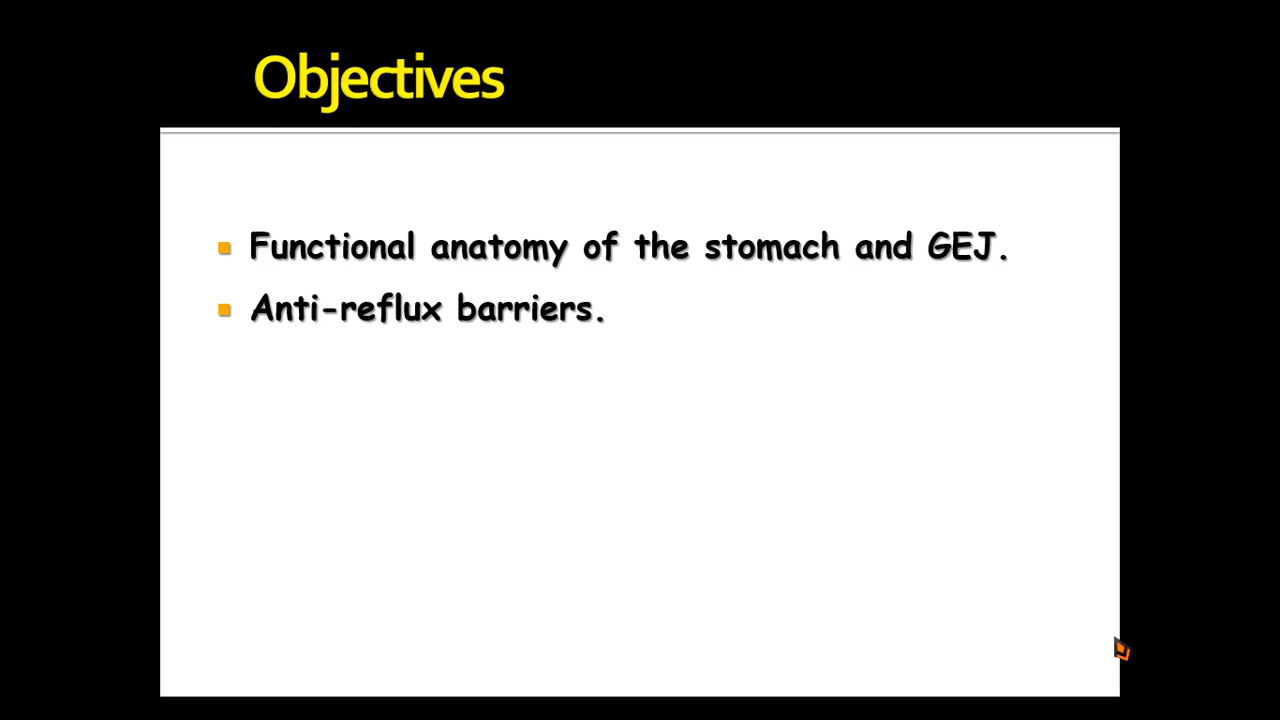 Objectives
Functional anatomy of the stomach and GEJ.
Anti-reflux barriers.